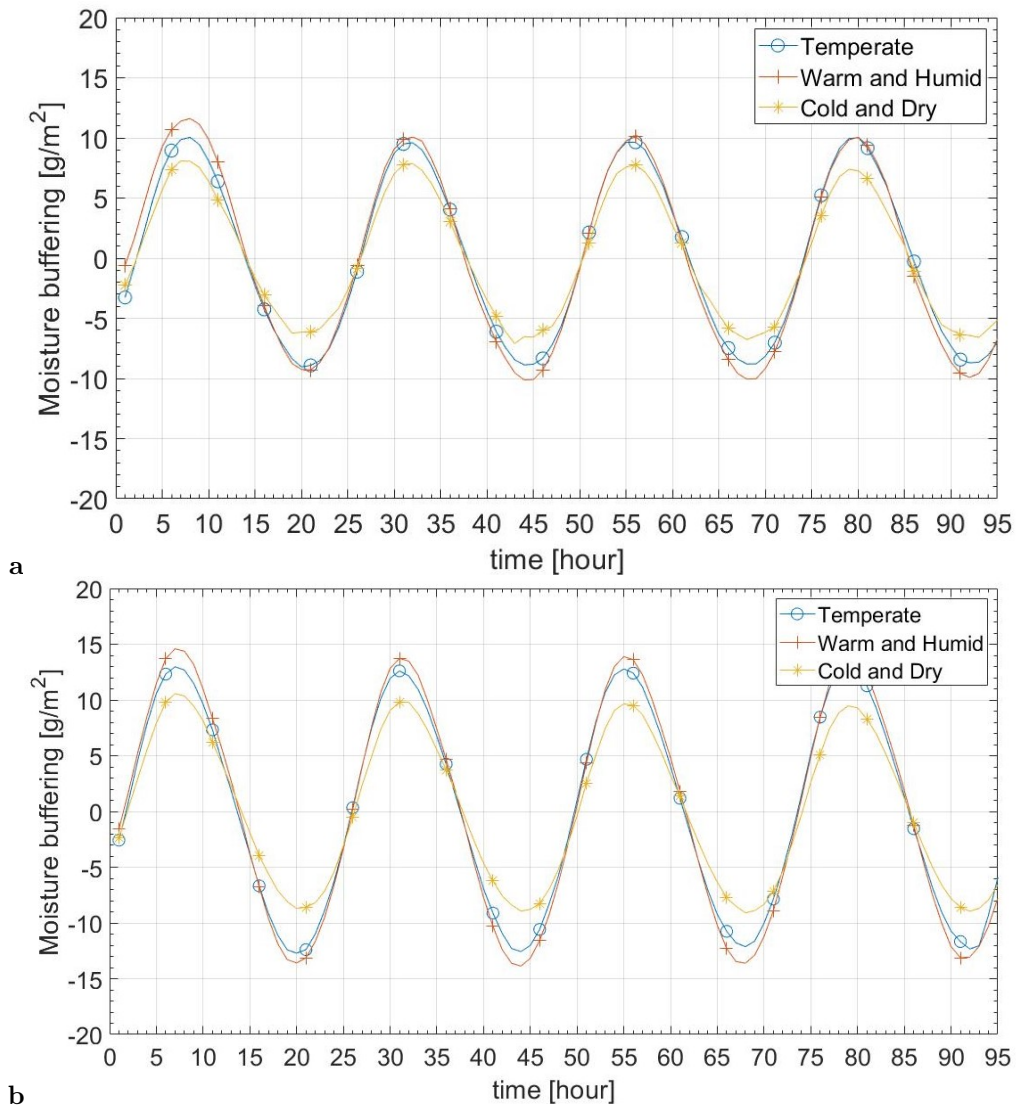 20
15
10
5
0
-5
-10
-15
-20
Moisture buffering [g/m²]
Temperate
Warm and Humid
Cold and Dry
0 5 10 15 20 25 30 35 40 45 50 55 60 65 70 75 80 85 90 95
time [hour]
a
20
15
10
5
0
-5
-10
-15
-20
Moisture buffering [g/m²]
Temperate
Warm and Humid
Cold and Dry
0 5 10 15 20 25 30 35 40 45 50 55 60 65 70 75 80 85 90 95
time [hour]
b